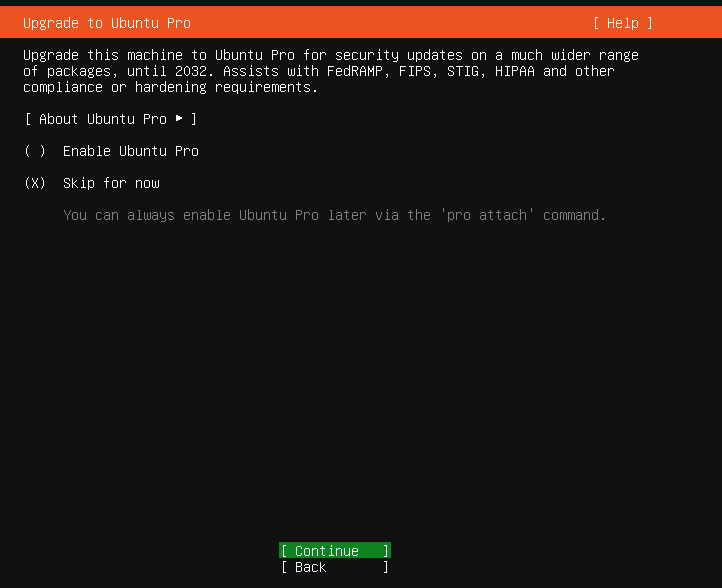 Upgrade to Ubuntu Pro [ Help ]
Upgrade this machine to Ubuntu Pro for security updates on a much wider range
of packages, until 2032. Assists with FedRAMP, FIPS, STIG, HIPAA and other
compliance or hardening requirements.
[ About Ubuntu Pro ▶ ]
( ) Enable Ubuntu Pro
(X) Skip for now
You can always enable Ubuntu Pro later via the 'pro attach' command.
[ Continue ]
[ Back ]